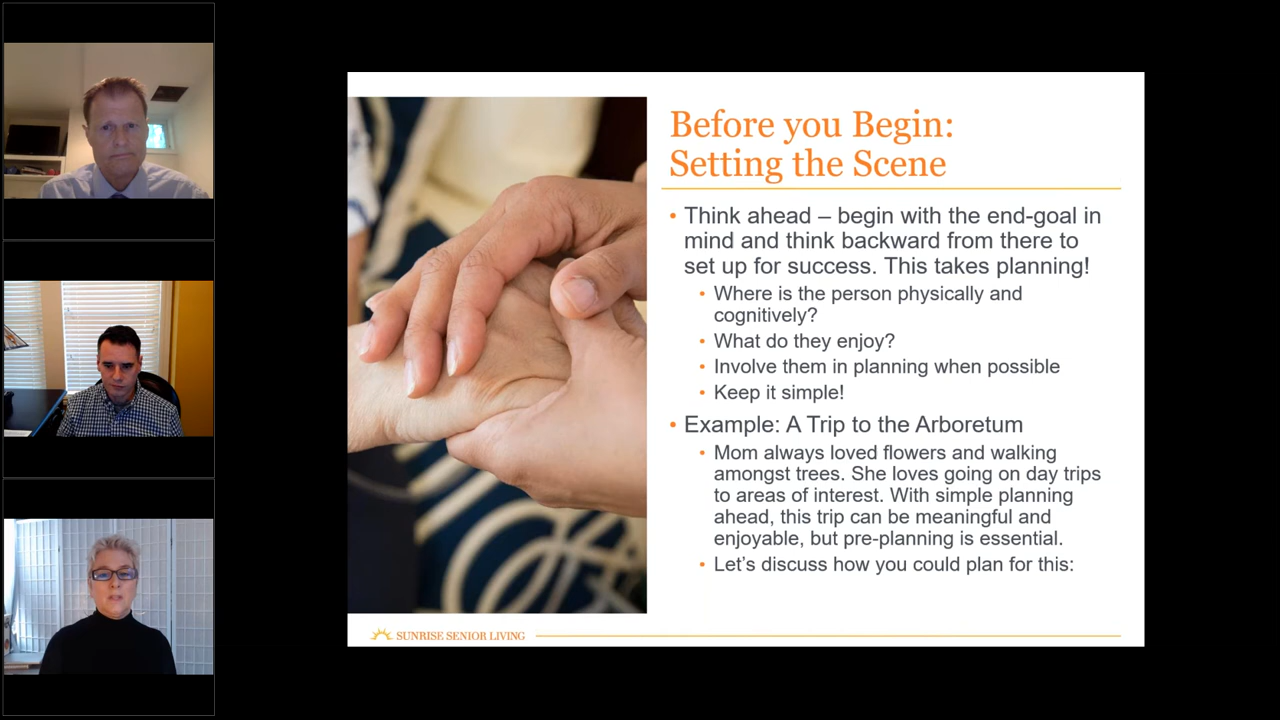 Before you Begin:
Setting the Scene
• Think ahead – begin with the end-goal in
mind and think backward from there to
set up for success. This takes planning!
• Where is the person physically and
cognitively?
• What do they enjoy?
• Involve them in planning when possible
• Keep it simple!
• Example: A Trip to the Arboretum
• Mom always loved flowers and walking
amongst trees. She loves going on day trips
to areas of interest. With simple planning
ahead, this trip can be meaningful and
enjoyable, but pre-planning is essential.
• Let’s discuss how you could plan for this:
SUNRISE SENIOR LIVING